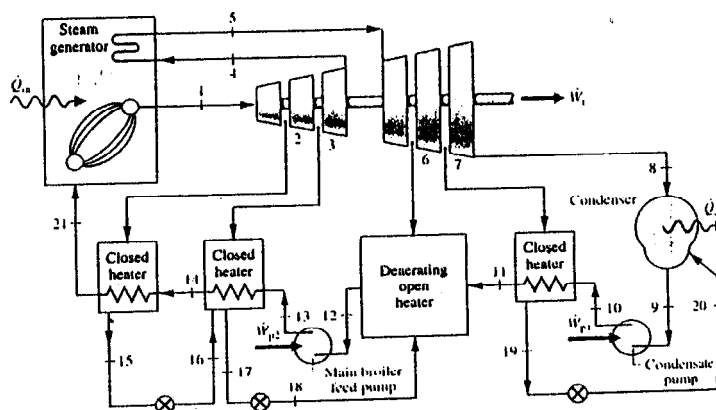 5
Steam
generator
4
Q̇in
1
Ẇt
2
3
6
7
8
Condenser
21
Closed
heater
14
Closed
heater
Deaerating
open
heater
11
Closed
heater
13
12
10
9
20
Ẇp2
Ẇp1
15
16
17
19
Main broiler
feed pump
18
Condensate
pump